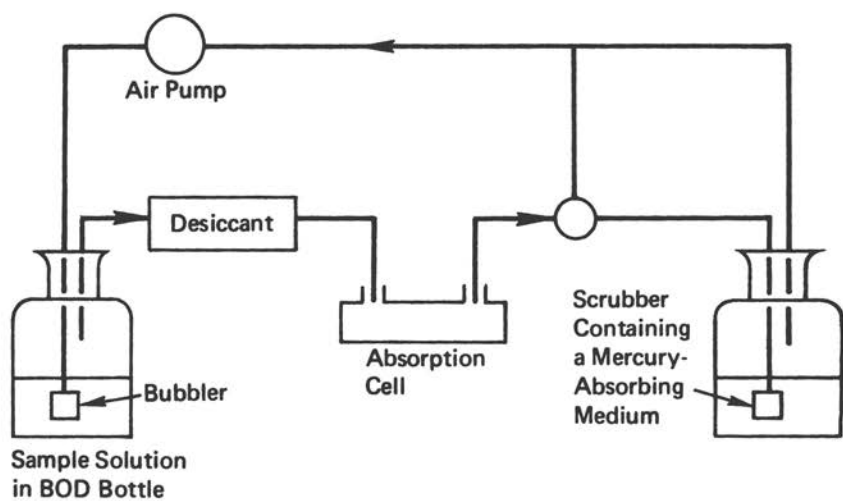 Air Pump
Desiccant
Absorption
Cell
Scrubber
Containing
a Mercury-
Absorbing
Medium
Bubbler
Sample Solution
in BOD Bottle